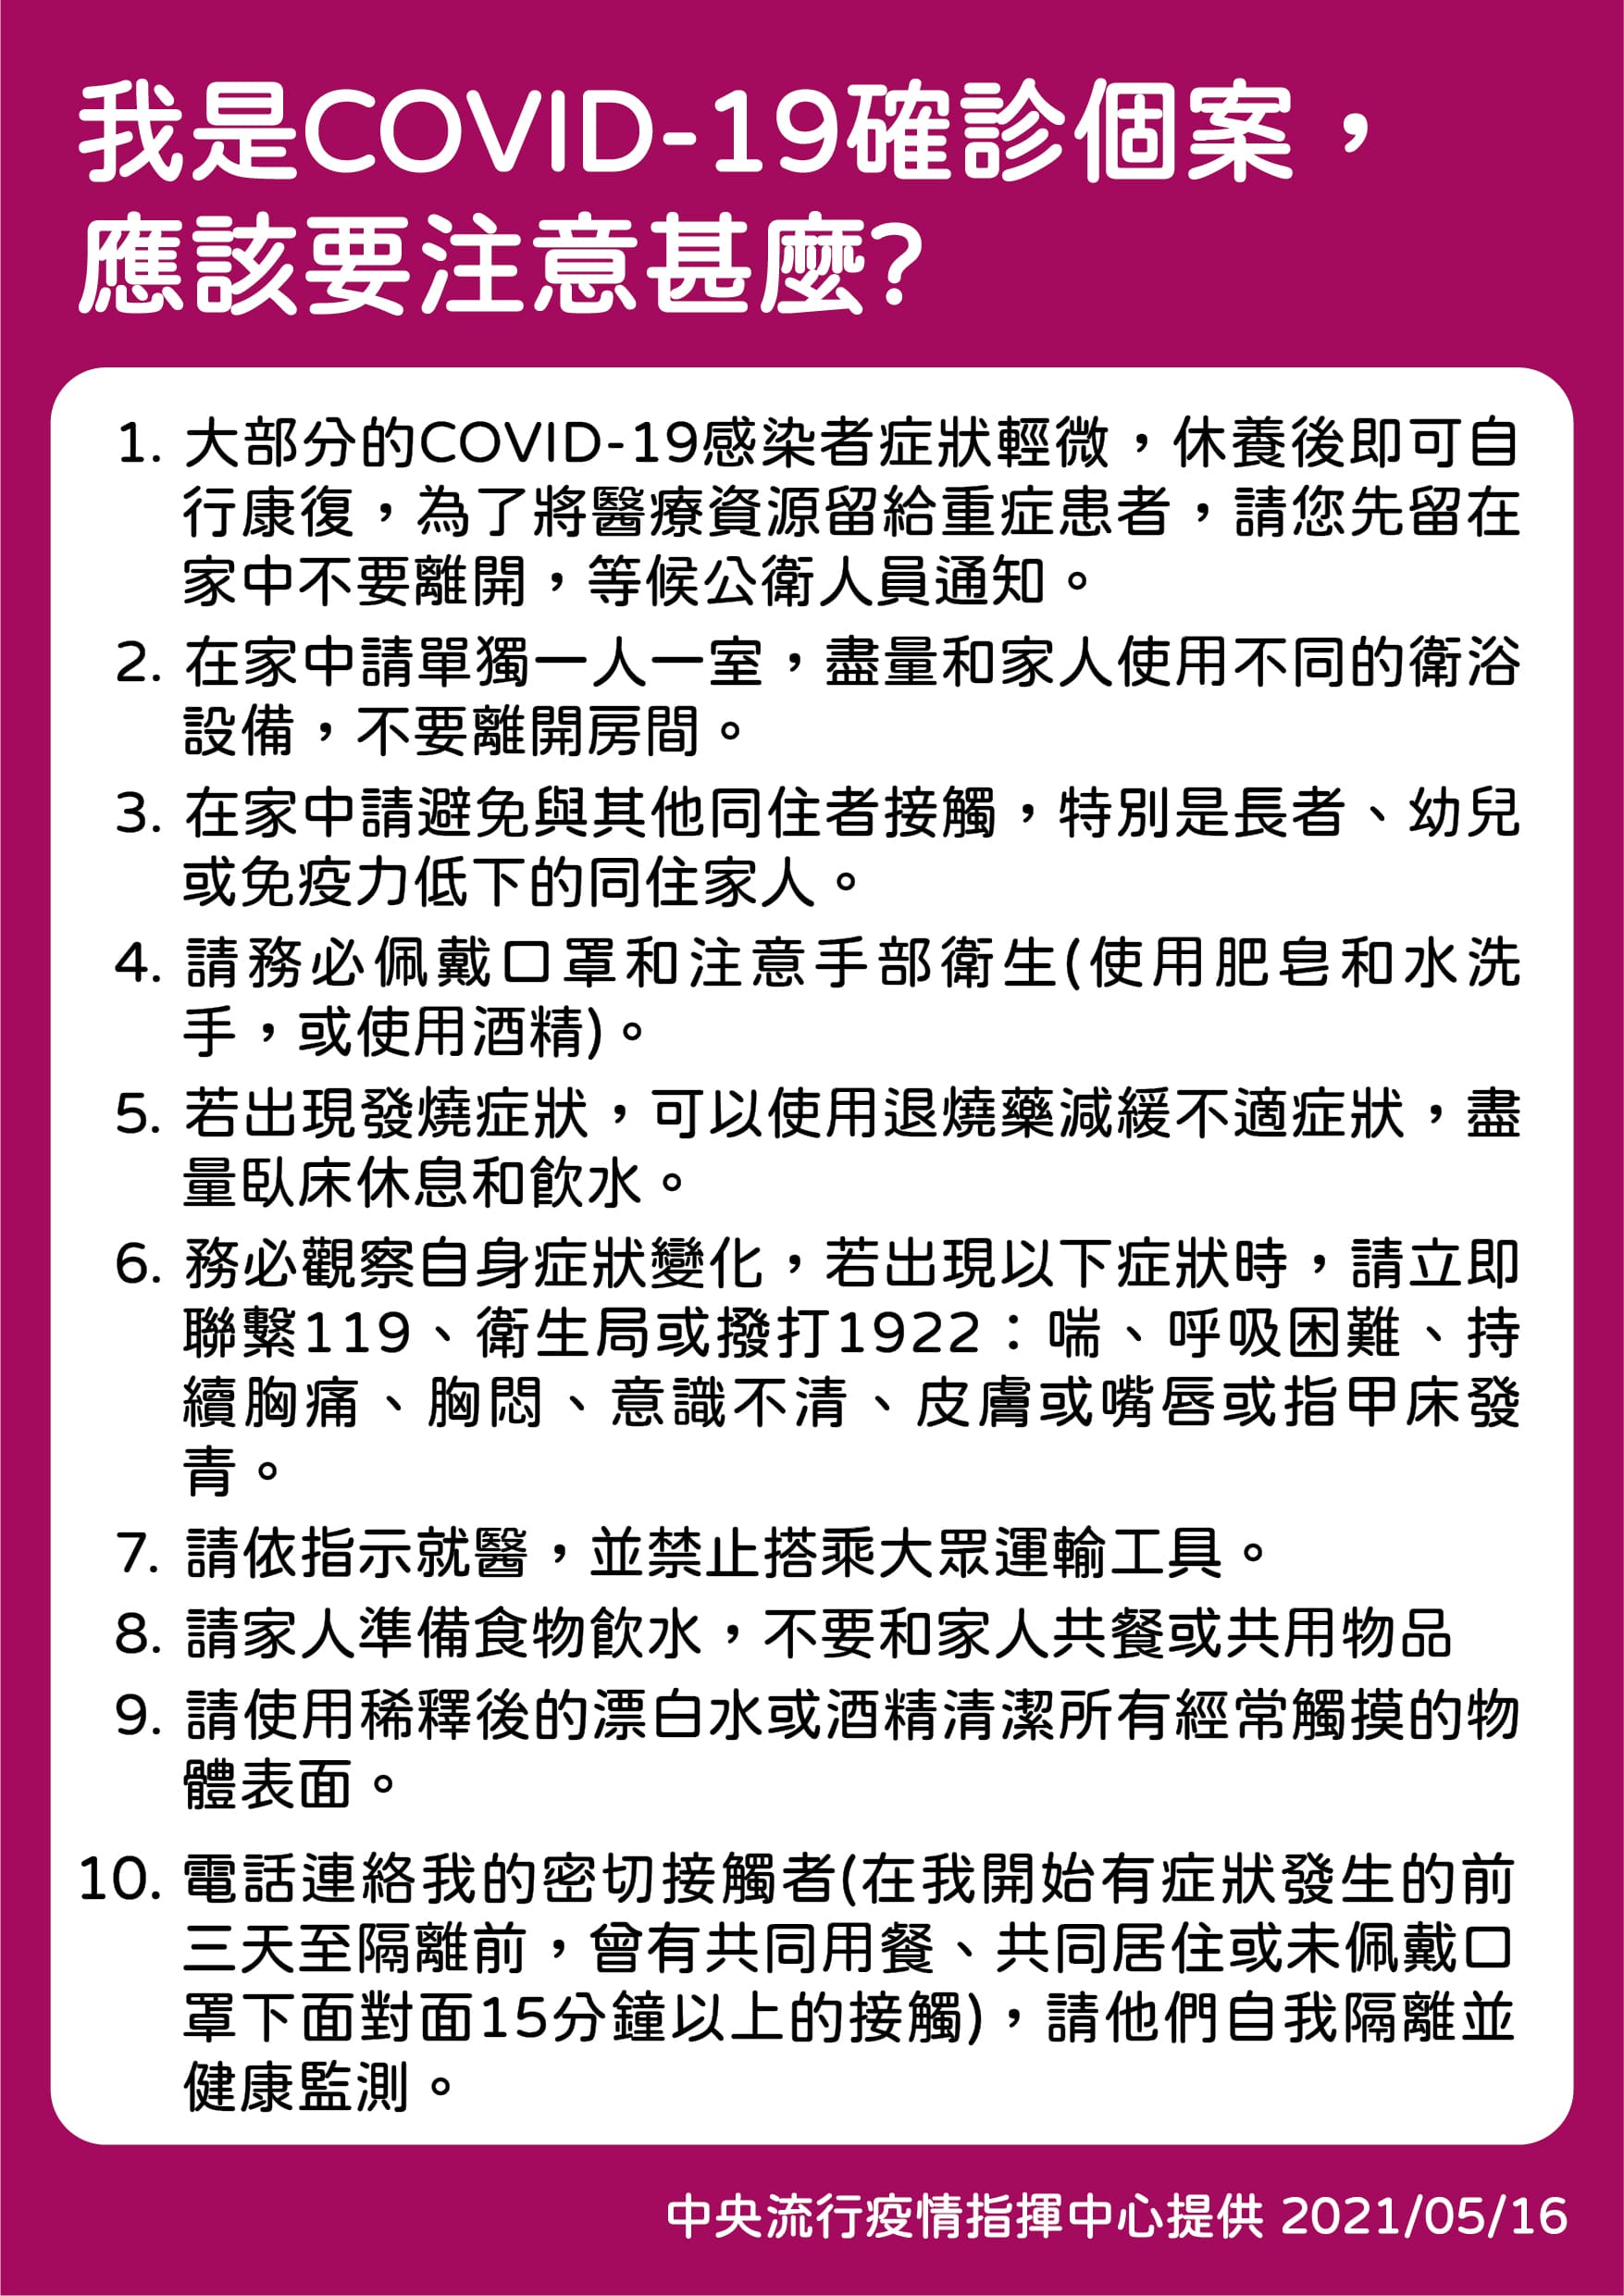 我是COVID-19確診個案，
應該要注意甚麼?
1. 大部分的COVID-19感染者症狀輕微，休養後即可自
行康復，為了將醫療資源留給重症患者，請您先留在
家中不要離開，等候公衛人員通知。
2. 在家中請單獨一人一室，盡量和家人使用不同的衛浴
設備，不要離開房間。
3. 在家中請避免與其他同住者接觸，特別是長者、幼兒
或免疫力低下的同住家人。
4. 請務必佩戴口罩和注意手部衛生(使用肥皂和水洗
手，或使用酒精)。
5. 若出現發燒症狀，可以使用退燒藥減緩不適症狀，盡
量臥床休息和飲水。
6. 務必觀察自身症狀變化，若出現以下症狀時，請立即
聯繫119、衛生局或撥打1922：喘、呼吸困難、持
續胸痛、胸悶、意識不清、皮膚或嘴唇或指甲床發
青。
7. 請依指示就醫，並禁止搭乘大眾運輸工具。
8. 請家人準備食物飲水，不要和家人共餐或共用物品
9. 請使用稀釋後的漂白水或酒精清潔所有經常觸摸的物
體表面。
10. 電話連絡我的密切接觸者(在我開始有症狀發生的前
三天至隔離前，曾有共同用餐、共同居住或未佩戴口
罩下面對面15分鐘以上的接觸)，請他們自我隔離並
健康監測。
中央流行疫情指揮中心提供 2021/05/16